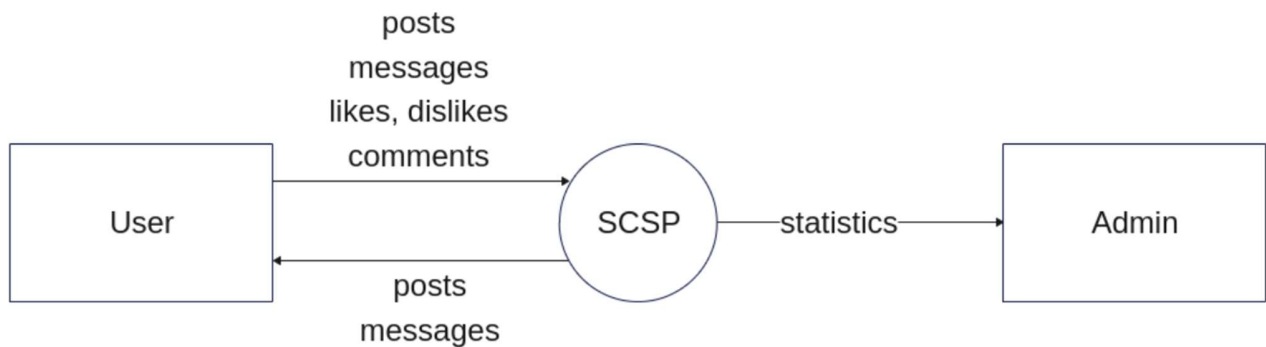 posts
messages
likes, dislikes
comments
User
SCSP
statistics
Admin
posts
messages